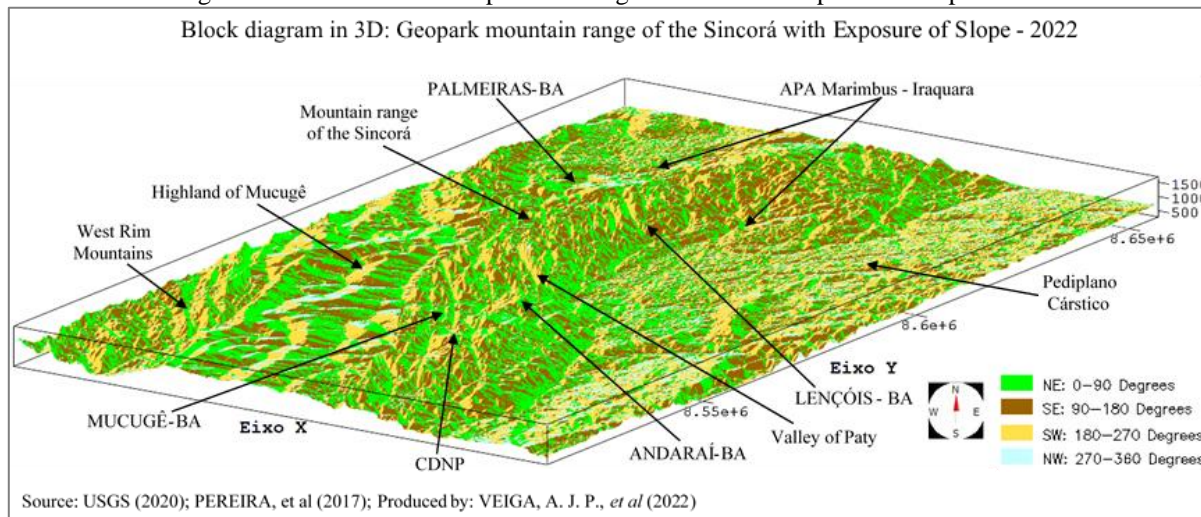 Block diagram in 3D: Geopark mountain range of the Sincorá with Exposure of Slope - 2022
PALMEIRAS-BA
APA Marimbus - Iraquara
Mountain range
of the Sincorá
Highland of Mucugê
West Rim
Mountains
1500
1000
500
8.65e+6
Pediplano
Cárstico
8.6e+6
Eixo Y
8.55e+6
LENÇÓIS - BA
Valley of Paty
ANDARAÍ-BA
CDNP
Eixo X
MUCUGÊ-BA
N
W
E
S
NE: 0-90 Degrees
SE: 90-180 Degrees
SW: 180-270 Degrees
NW: 270-360 Degrees
Source: USGS (2020); PEREIRA, et al (2017); Produced by: VEIGA, A. J. P., et al (2022)